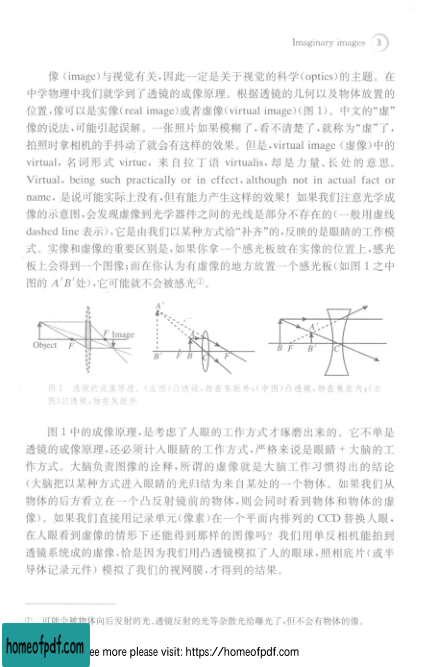 Imaginary images 3
像(image)与视觉有关,因此一定是关于视觉的科学(optics)的主题。在
中学物理中我们就学到了透镜的成像原理。根据透镜的几何以及物体放置的
位置,像可以是实像(real image)或者虚像(virtual image)(图1)。中文的“虚”
像的说法,可能引起误解。一张照片如果模糊了,看不清楚了,就称为“虚”了,
拍照时拿相机的手抖动了就会有这样的效果。但是,virtual image (虚像)中的
virtual, 名词形式 virtue, 来自拉丁语 virtualis, 却是力量、长处的意思。
Virtual, being such practically or in effect, although not in actual fact or
name, 是说可能实际上没有,但有能力产生这样的效果！如果我们注意光学成
像的示意图,会发现虚像到光学器件之间的光线是部分不存在的(一般用虚线
dashed line 表示),它是由我们以某种方式给“补齐”的,反映的是眼睛的工作模
式。实像和虚像的重要区别是,如果你拿一个感光板放在实像的位置上,感光
板上会得到一个图像;而在你认为有虚像的地方放置一个感光板(如图1之中
图的 A′B′处),它可能就不会被感光①。
Object F F Image
A′ B′ F B C F
B F B′ A′ C
图1 透镜的成像原理。(左图)凸透镜,物在焦距外;(中图)凸透镜,物在焦距内;(右
图)凹透镜,物在焦距外
图1中的成像原理,是考虑了人眼的工作方式才琢磨出来的。它不单是
透镜的成像原理,还必须计入眼睛的工作方式,严格来说是眼睛+大脑的工
作方式。大脑负责图像的诠释,所谓的虚像就是大脑工作习惯得出的结论
(大脑把以某种方式进入眼睛的光归结为来自某处的一个物体。如果我们从
物体的后方看立在一个凸反射镜前的物体,则会同时看到物体和物体的虚
像)。如果我们直接用记录单元(像素)在一个平面内排列的 CCD 替换人眼,
在人眼看到虚像的情形下还能得到那样的图像吗？我们用单反相机能拍到
透镜系统成的虚像,恰是因为我们用凸透镜模拟了人的眼球,照相底片(或半
导体记录元件)模拟了我们的视网膜,才得到的结果。
① 可能会被物体向后发射的光、透镜反射的光等杂散光给曝光了,但不会有物体的像。
homeofpdf.com
ee more please visit: https://homeofpdf.com